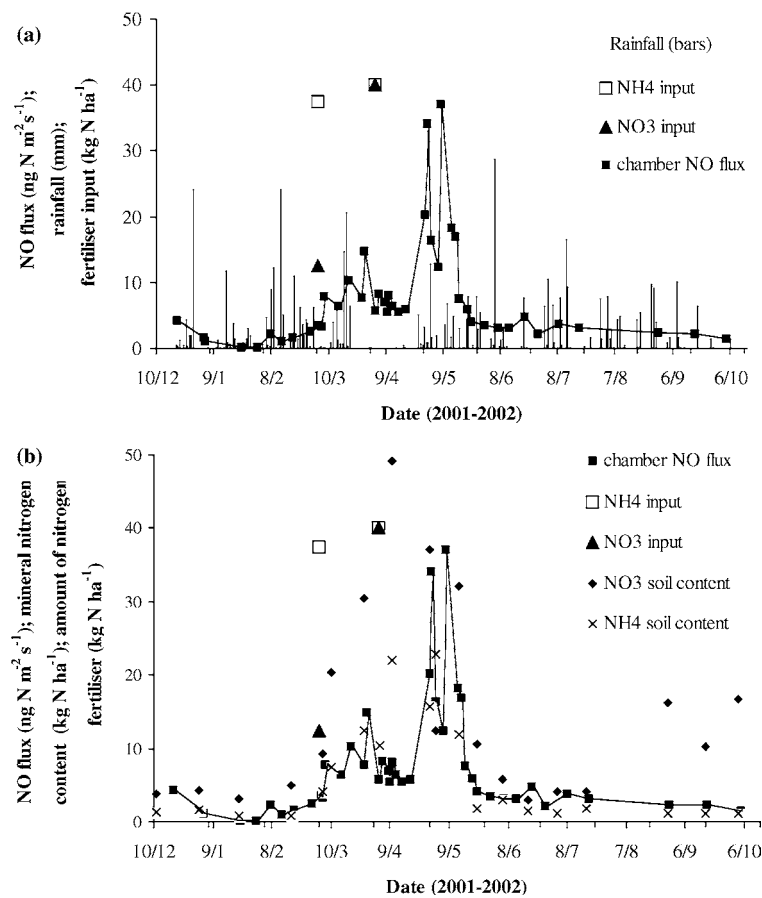 (a)
NO flux (ng N m-2 s-1);
rainfall (mm);
fertiliser input (kg N ha-1)
50
40
30
20
10
0
Rainfall (bars)
NH4 input
NO3 input
chamber NO flux
10/12 9/1 8/2 10/3 9/4 9/5 8/6 8/7 7/8 6/9 6/10
Date (2001-2002)
(b)
NO flux (ng N m-2 s-1); mineral nitrogen
content (kg N ha-1); amount of nitrogen
fertiliser (kg N ha-1)
50
40
30
20
10
0
chamber NO flux
NH4 input
NO3 input
NO3 soil content
NH4 soil content
10/12 9/1 8/2 10/3 9/4 9/5 8/6 8/7 7/8 6/9 6/10
Date (2001-2002)